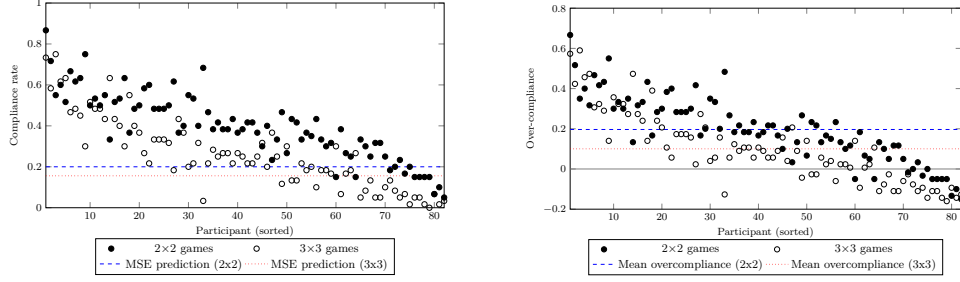 1
0.8
0.6
0.4
0.2
0
Compliance rate
10 20 30 40 50 60 70 80
Participant (sorted)
2×2 games 3×3 games
MSE prediction (2x2) MSE prediction (3x3)
0.8
0.6
0.4
0.2
0
−0.2
Over-compliance
10 20 30 40 50 60 70 80
Participant (sorted)
2×2 games 3×3 games
Mean overcompliance (2x2) Mean overcompliance (3x3)